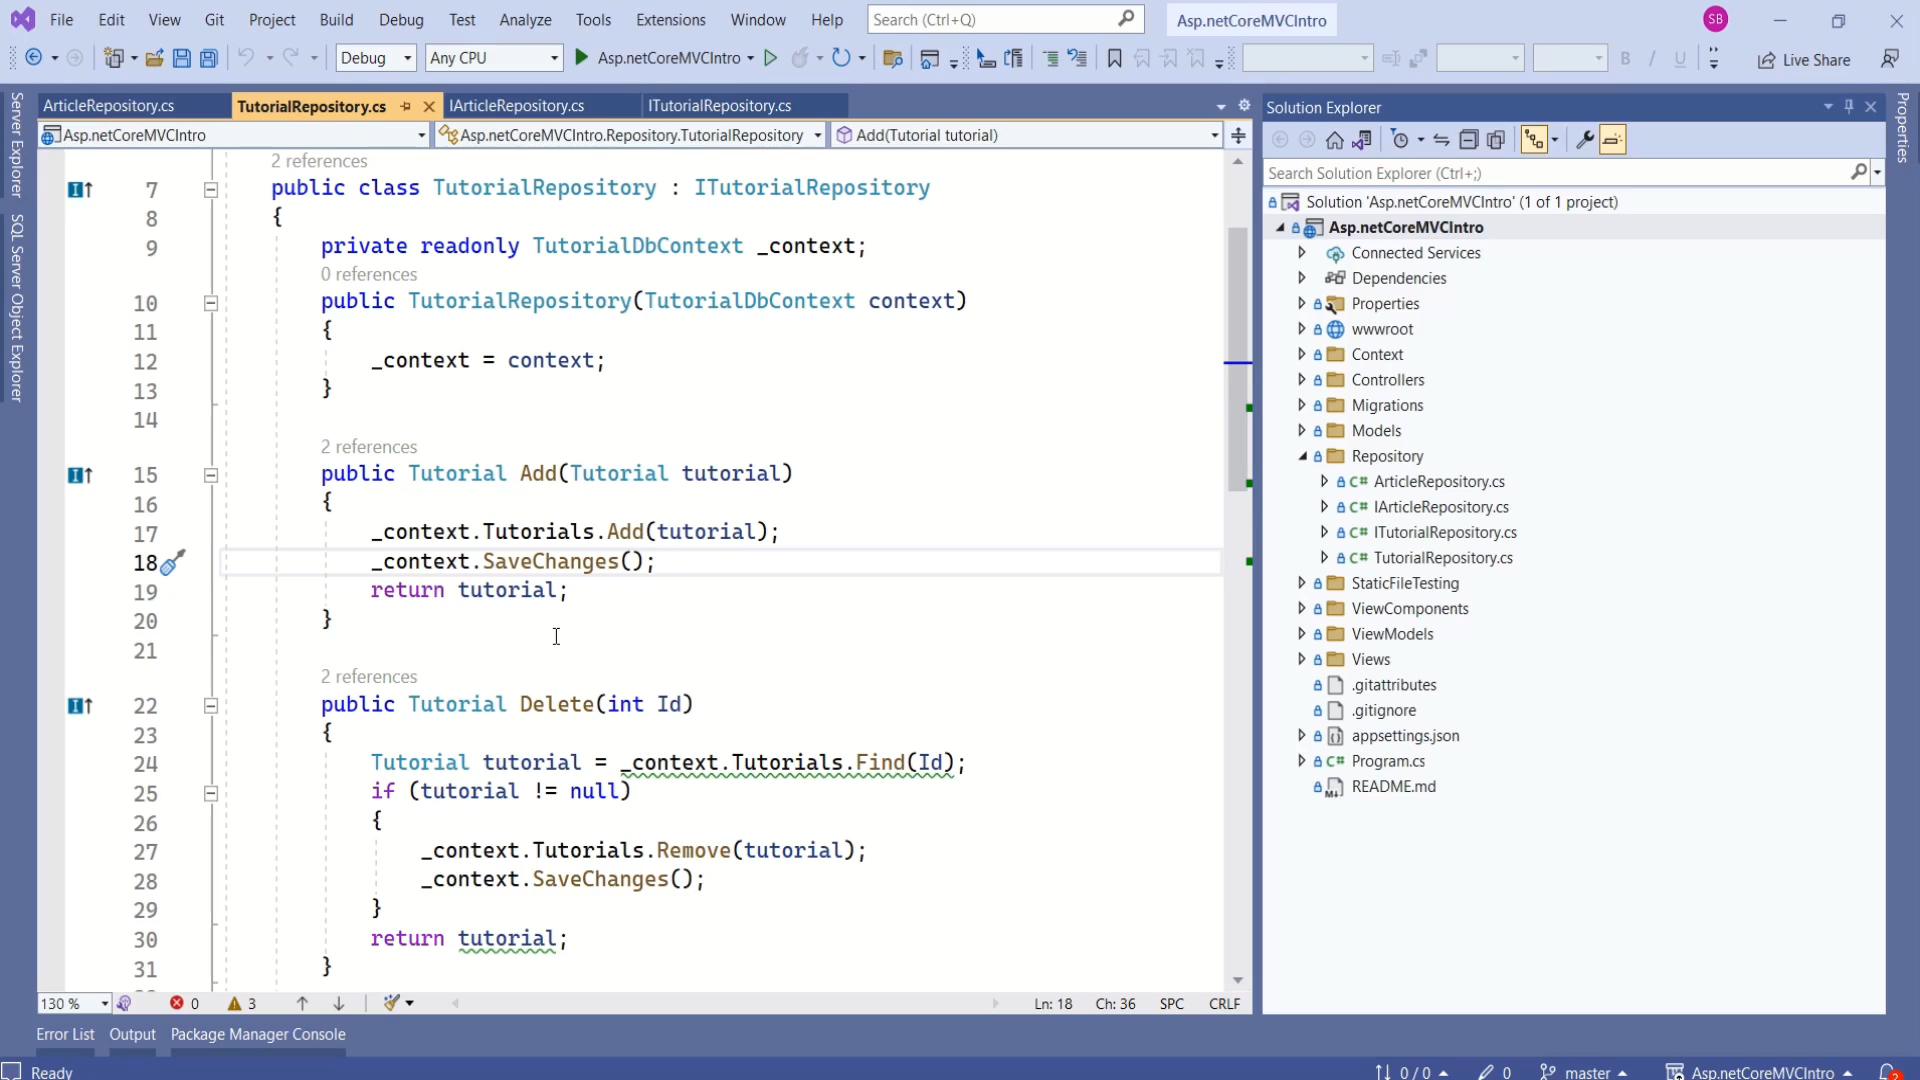 File Edit View Git Project Build Debug Test Analyze Tools Extensions Window Help Search (Ctrl+Q) Asp.netCoreMVCIntro SB
Debug Any CPU Asp.netCoreMVCIntro Live Share
ArticleRepository.cs TutorialRepository.cs IArticleRepository.cs ITutorialRepository.cs
Asp.netCoreMVCIntro Asp.netCoreMVCIntro.Repository.TutorialRepository Add(Tutorial tutorial)
Server Explorer
SQL Server Object Explorer
2 references
7 public class TutorialRepository : ITutorialRepository
8 {
9 private readonly TutorialDbContext _context;
0 references
10 public TutorialRepository(TutorialDbContext context)
11 {
12 _context = context;
13 }
14
2 references
15 public Tutorial Add(Tutorial tutorial)
16 {
17 _context.Tutorials.Add(tutorial);
18 _context.SaveChanges();
19 return tutorial;
20 }
21
2 references
22 public Tutorial Delete(int Id)
23 {
24 Tutorial tutorial = _context.Tutorials.Find(Id);
25 if (tutorial != null)
26 {
27 _context.Tutorials.Remove(tutorial);
28 _context.SaveChanges();
29 }
30 return tutorial;
31 }
130 % 0 3 Ln: 18 Ch: 36 SPC CRLF
Error List Output Package Manager Console
Solution Explorer
Search Solution Explorer (Ctrl+;)
Solution 'Asp.netCoreMVCIntro' (1 of 1 project)
Asp.netCoreMVCIntro
Connected Services
Dependencies
Properties
wwwroot
Context
Controllers
Migrations
Models
Repository
C# ArticleRepository.cs
C# IArticleRepository.cs
C# ITutorialRepository.cs
C# TutorialRepository.cs
StaticFileTesting
ViewComponents
ViewModels
Views
.gitattributes
.gitignore
appsettings.json
C# Program.cs
README.md
Properties
Ready 0 / 0 0 master Asp.netCoreMVCIntro 2